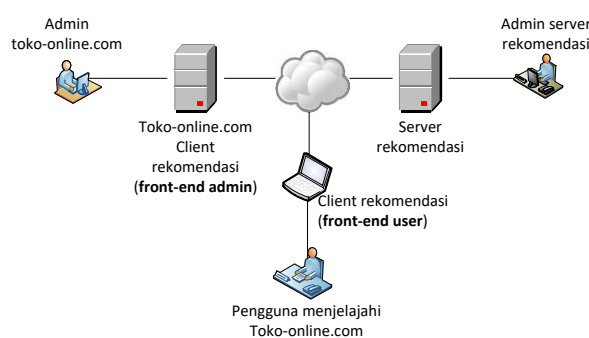 Admin
toko-online.com
Admin server
rekomendasi
Toko-online.com
Client
rekomendasi
(front-end admin)
Server
rekomendasi
Client rekomendasi
(front-end user)
Pengguna menjelajahi
Toko-online.com